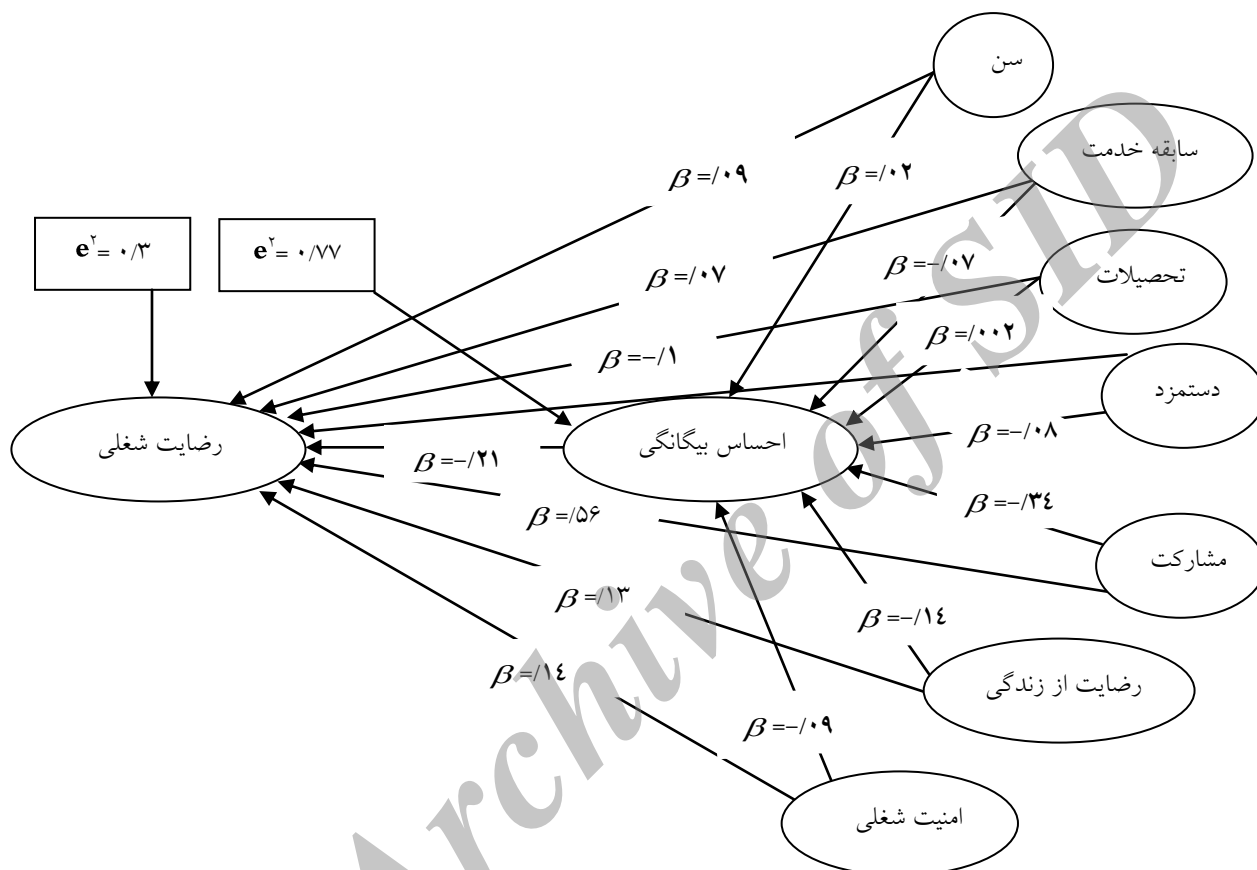 سن
سابقه خدمت
β=/۰۹
β=/۰۲
e۲= ۰/۳
e۲= ۰/۷۷
β=/۰۷
β=-/۰۷
تحصیلات
β=-/۱
β=/۰۰۲
دستمزد
رضایت شغلی
احساس بیگانگی
β=-/۲۱
β=-/۰۸
β=/۵۶
β=-/۳٤
مشارکت
β=/۱۳
β=-/۱٤
β=/۱٤
رضایت از زندگی
β=-/۰۹
امنیت شغلی
Archive of SID